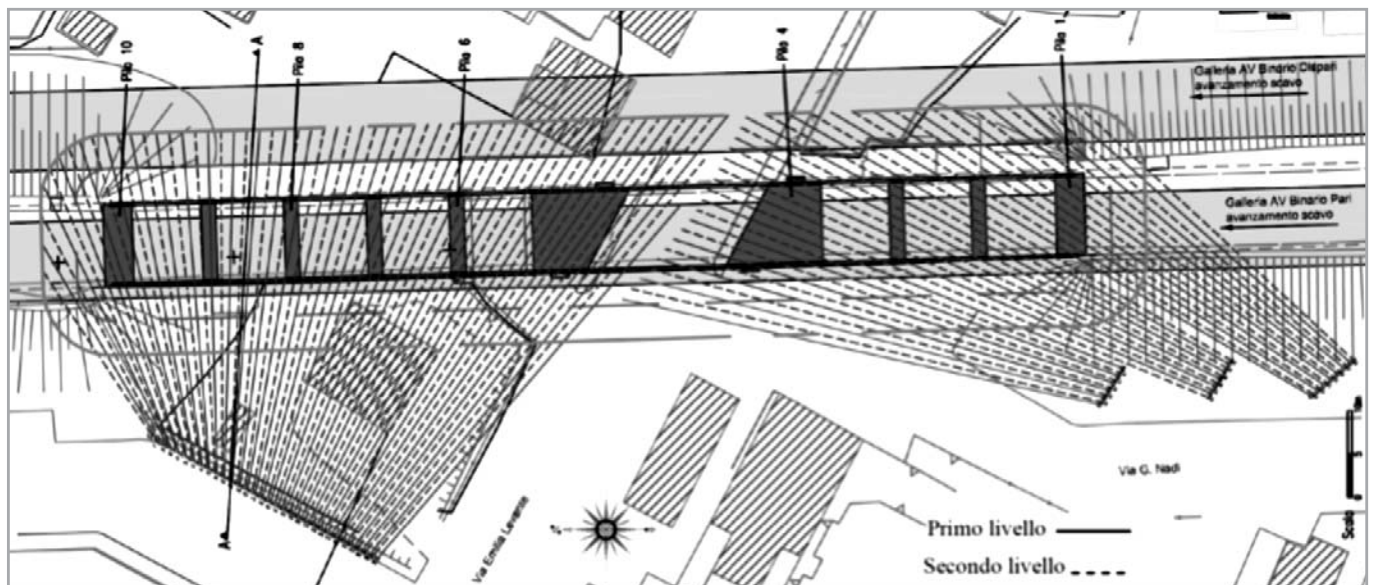 Pila 10
A
Pila 8
Pila 6
Pila 4
Pila 1
Galleria AV Binario Dispari
avanzamento scavo
Galleria AV Binario Pari
avanzamento scavo
Via G. Nadi
Via Emilia Levante
A
Primo livello
Secondo livello
Scala